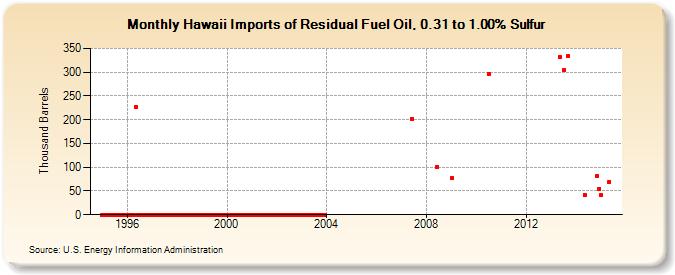 Monthly Hawaii Imports of Residual Fuel Oil, 0.31 to 1.00% Sulfur
Thousand Barrels
350
300
250
200
150
100
50
0
1996 2000 2004 2008 2012
Source: U.S. Energy Information Administration